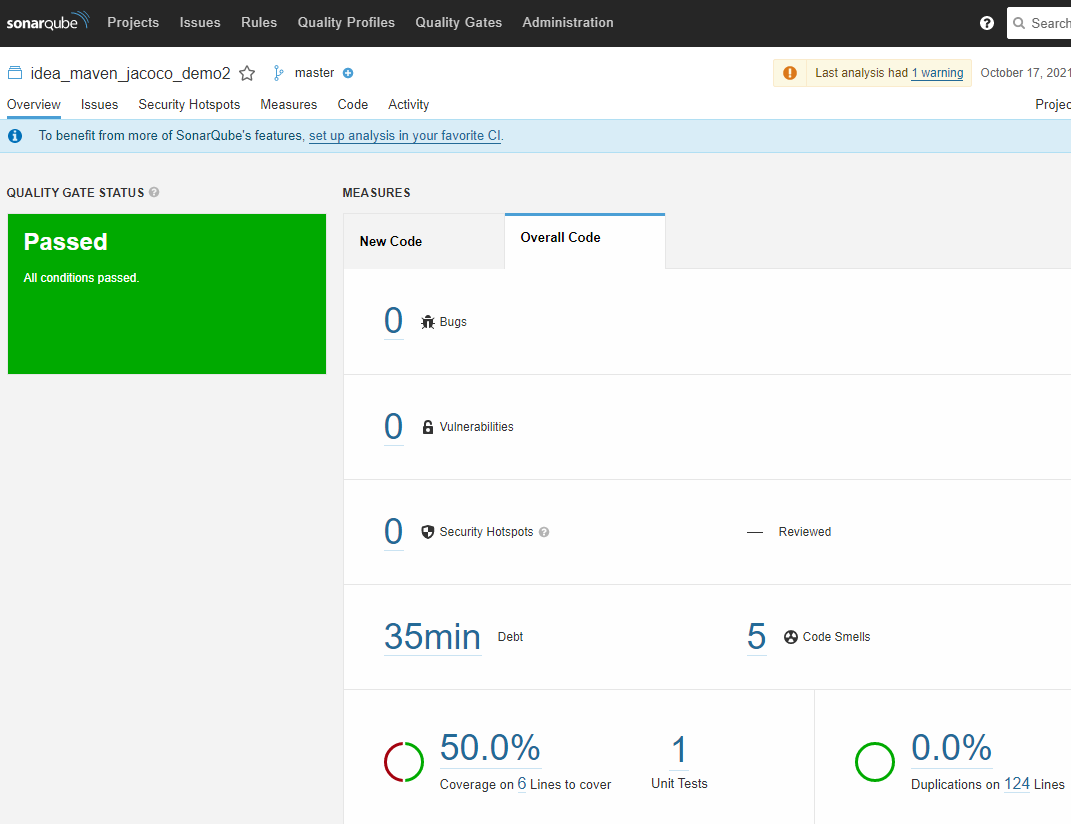 sonarqube Projects Issues Rules Quality Profiles Quality Gates Administration Search
idea_maven_jacoco_demo2 master Last analysis had 1 warning October 17, 2021
Overview Issues Security Hotspots Measures Code Activity Projec
To benefit from more of SonarQube's features, set up analysis in your favorite CI.
QUALITY GATE STATUS
Passed
All conditions passed.
MEASURES
New Code Overall Code
0 Bugs
0 Vulnerabilities
0 Security Hotspots — Reviewed
35min Debt 5 Code Smells
50.0% 1 0.0%
Coverage on 6 Lines to cover Unit Tests Duplications on 124 Lines